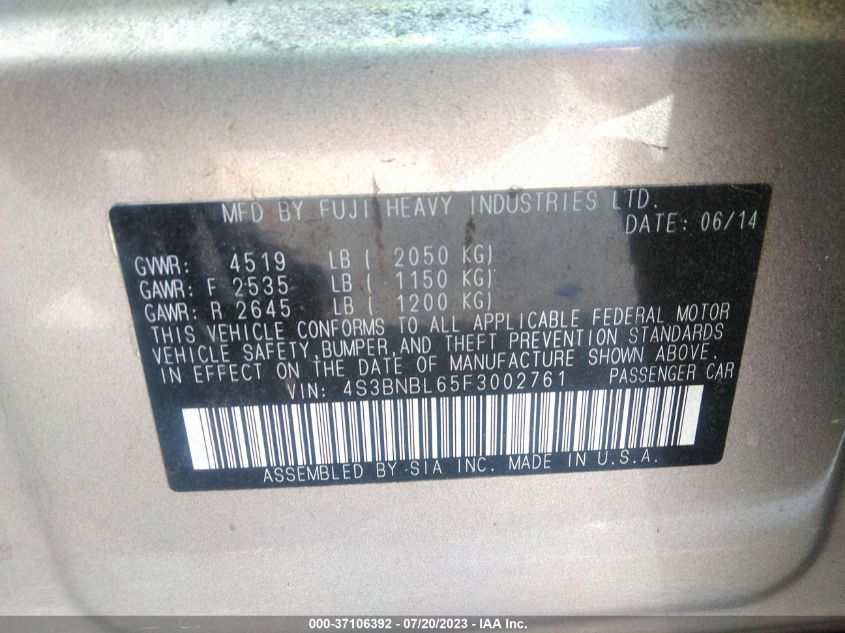 MFD BY FUJI HEAVY INDUSTRIES LTD.
DATE: 06/14
GVWR: 4519 LB ( 2050 KG)
GAWR: F 2535 LB ( 1150 KG)
GAWR: R 2645 LB ( 1200 KG)
THIS VEHICLE CONFORMS TO ALL APPLICABLE FEDERAL MOTOR
VEHICLE SAFETY,BUMPER,AND THEFT PREVENTION STANDARDS
IN EFFECT ON THE DATE OF MANUFACTURE SHOWN ABOVE.
VIN: 4S3BNBL65F3002761 PASSENGER CAR
ASSEMBLED BY SIA INC. MADE IN U.S.A.
000-37106392 - 07/20/2023 - IAA Inc.